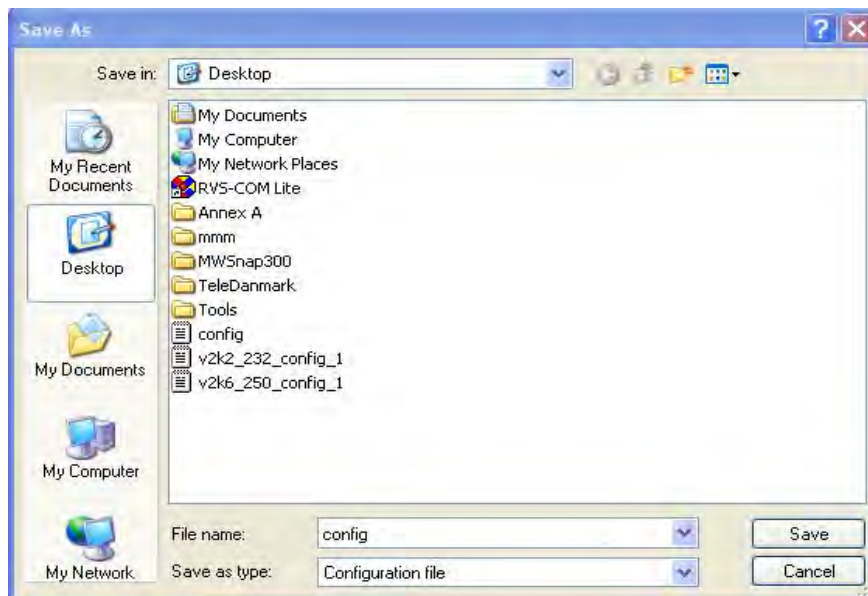 Save As
Save in:
Desktop
My Recent
Documents
Desktop
My Documents
My Computer
My Network
My Documents
My Computer
My Network Places
RVS-COM Lite
Annex A
mmm
MWSnap300
TeleDanmark
Tools
config
v2k2_232_config_1
v2k6_250_config_1
File name:
config
Save
Save as type:
Configuration file
Cancel